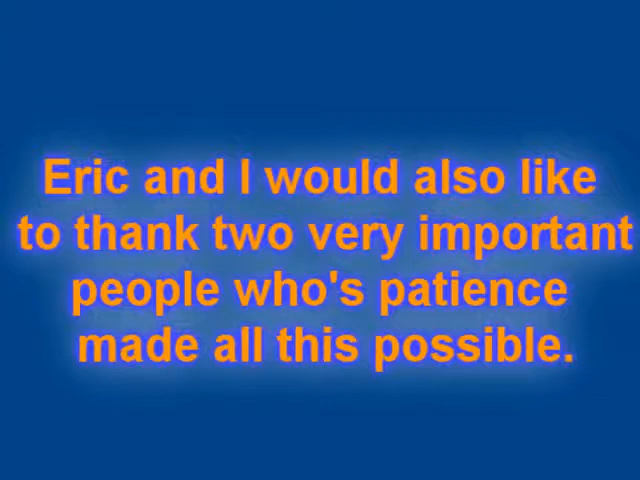 Eric and I would also like
to thank two very important
people who's patience
made all this possible.